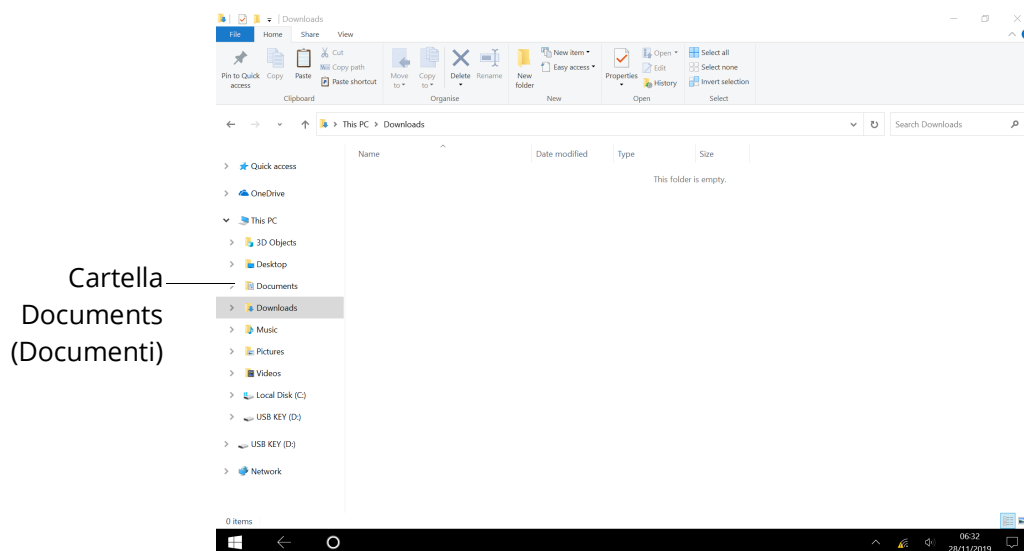 Downloads
File Home Share View
Pin to Quick access
Copy
Paste
Cut
Copy path
Paste shortcut
Clipboard
Move to
Copy to
Delete
Rename
Organise
New folder
New item
Easy access
New
Properties
Open
Edit
History
Open
Select all
Select none
Invert selection
Select
This PC > Downloads
Search Downloads
Name Date modified Type Size
This folder is empty.
Quick access
OneDrive
This PC
3D Objects
Desktop
Documents
Downloads
Music
Pictures
Videos
Local Disk (C:)
USB KEY (D:)
USB KEY (D:)
Network
Cartella
Documents
(Documenti)
0 items
06:32
28/11/2019